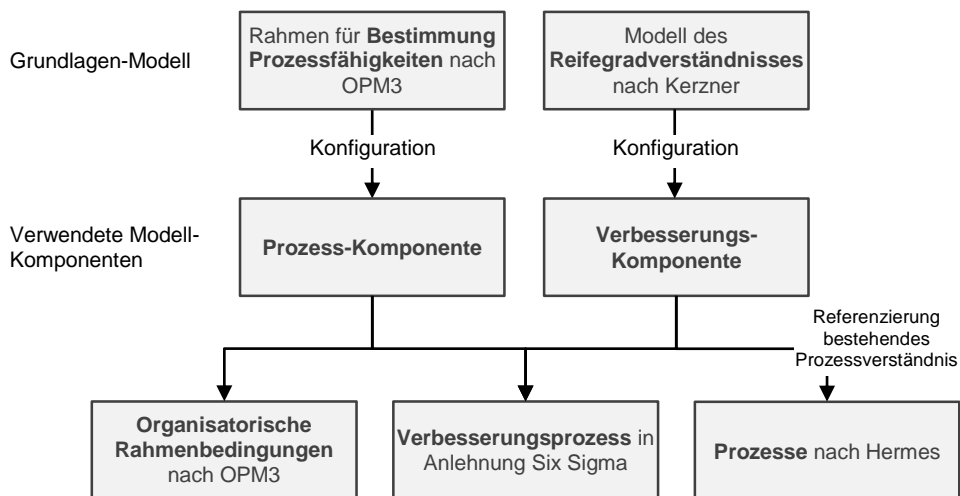 Grundlagen-Modell
Rahmen für Bestimmung
Prozessfähigkeiten nach
OPM3
Modell des
Reifegradverständnisses
nach Kerzner
Konfiguration
Konfiguration
Verwendete Modell-
Komponenten
Prozess-Komponente
Verbesserungs-
Komponente
Referenzierung
bestehendes
Prozessverständnis
Organisatorische
Rahmenbedingungen
nach OPM3
Verbesserungsprozess in
Anlehnung Six Sigma
Prozesse nach Hermes